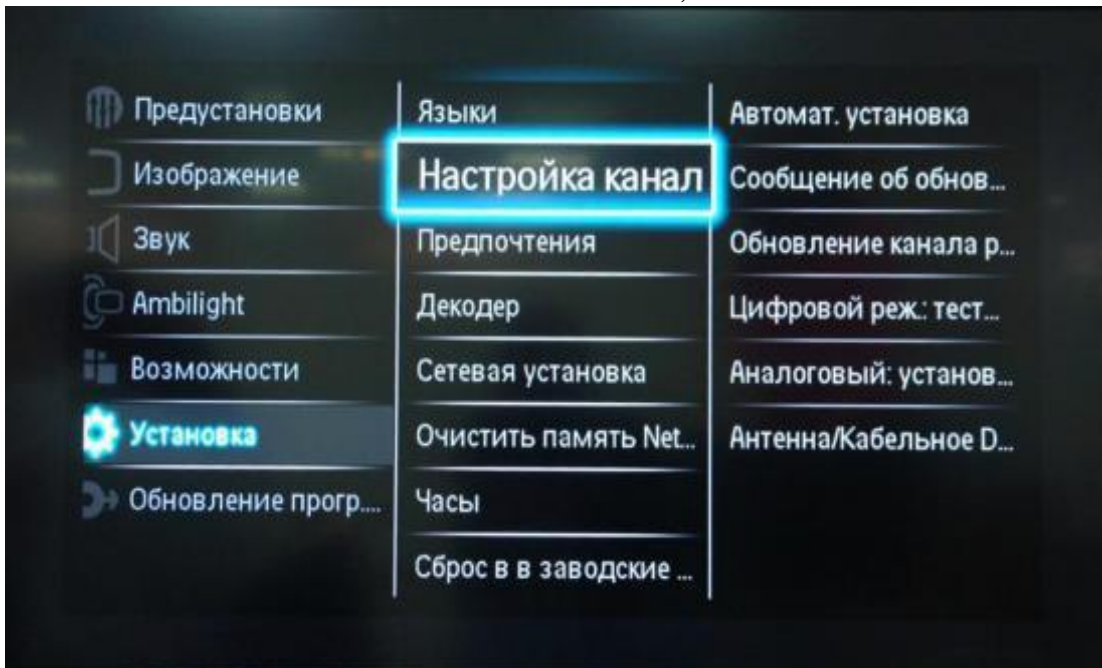 Предустановки
Изображение
Звук
Ambilight
Возможности
Установка
Обновление прогр....
Языки
Настройка канал
Предпочтения
Декодер
Сетевая установка
Очистить память Net...
Часы
Сброс в в заводские ...
Автомат. установка
Сообщение об обнов...
Обновление канала р...
Цифровой реж.: тест...
Аналоговый: установ...
Антенна/Кабельное D...